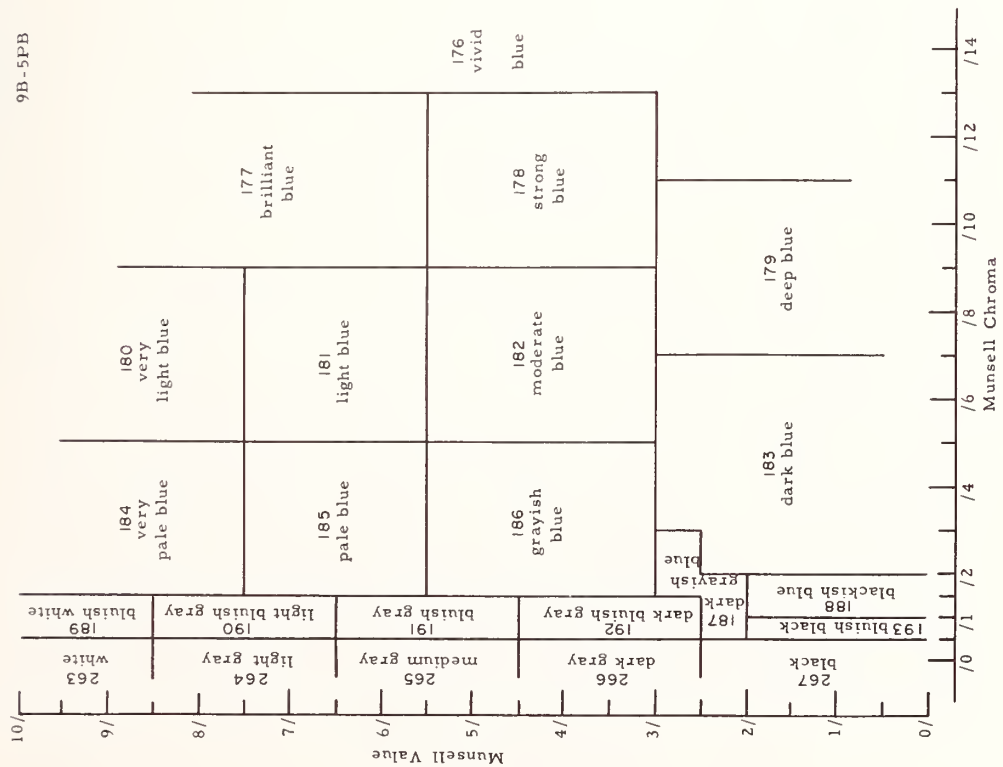 9B-5PB
10/
9/
8/
7/
6/
5/
4/
3/
2/
1/
0/
Munsell Value
263
white
264
light gray
265
medium gray
266
dark gray
267
black
189
bluish white
190
light bluish gray
191
bluish gray
192
dark bluish gray
187
dark
grayish
blue
193 bluish black
188
blackish blue
184
very
pale blue
185
pale blue
186
grayish
blue
180
very
light blue
181
light blue
182
moderate
blue
183
dark blue
177
brilliant
blue
178
strong
blue
179
deep blue
176
vivid
blue
/0
/1
/2
/4
/6
/8
/10
/12
/14
Munsell Chroma